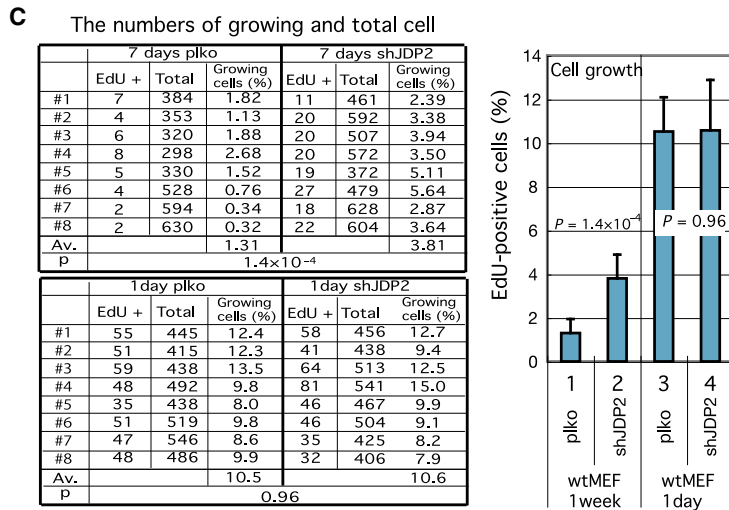 C
The numbers of growing and total cell
7 days plko 7 days shJDP2
EdU + Total Growing cells (%) EdU + Total Growing cells (%)
#1 7 384 1.82 11 461 2.39
#2 4 353 1.13 20 592 3.38
#3 6 320 1.88 20 507 3.94
#4 8 298 2.68 20 572 3.50
#5 5 330 1.52 19 372 5.11
#6 4 528 0.76 27 479 5.64
#7 2 594 0.34 18 628 2.87
#8 2 630 0.32 22 604 3.64
Av. 1.31 3.81
p 1.4×10⁻⁴
1day plko 1day shJDP2
EdU + Total Growing cells (%) EdU + Total Growing cells (%)
#1 55 445 12.4 58 456 12.7
#2 51 415 12.3 41 438 9.4
#3 59 438 13.5 64 513 12.5
#4 48 492 9.8 81 541 15.0
#5 35 438 8.0 46 467 9.9
#6 51 519 9.8 46 504 9.1
#7 47 546 8.6 35 425 8.2
#8 48 486 9.9 32 406 7.9
Av. 10.5 10.6
p 0.96
EdU-positive cells (%)
14
12
10
8
6
4
2
0
Cell growth
P = 1.4×10⁻⁴
P = 0.96
1 2 3 4
plko shJDP2 plko shJDP2
wtMEF wtMEF
1week 1day